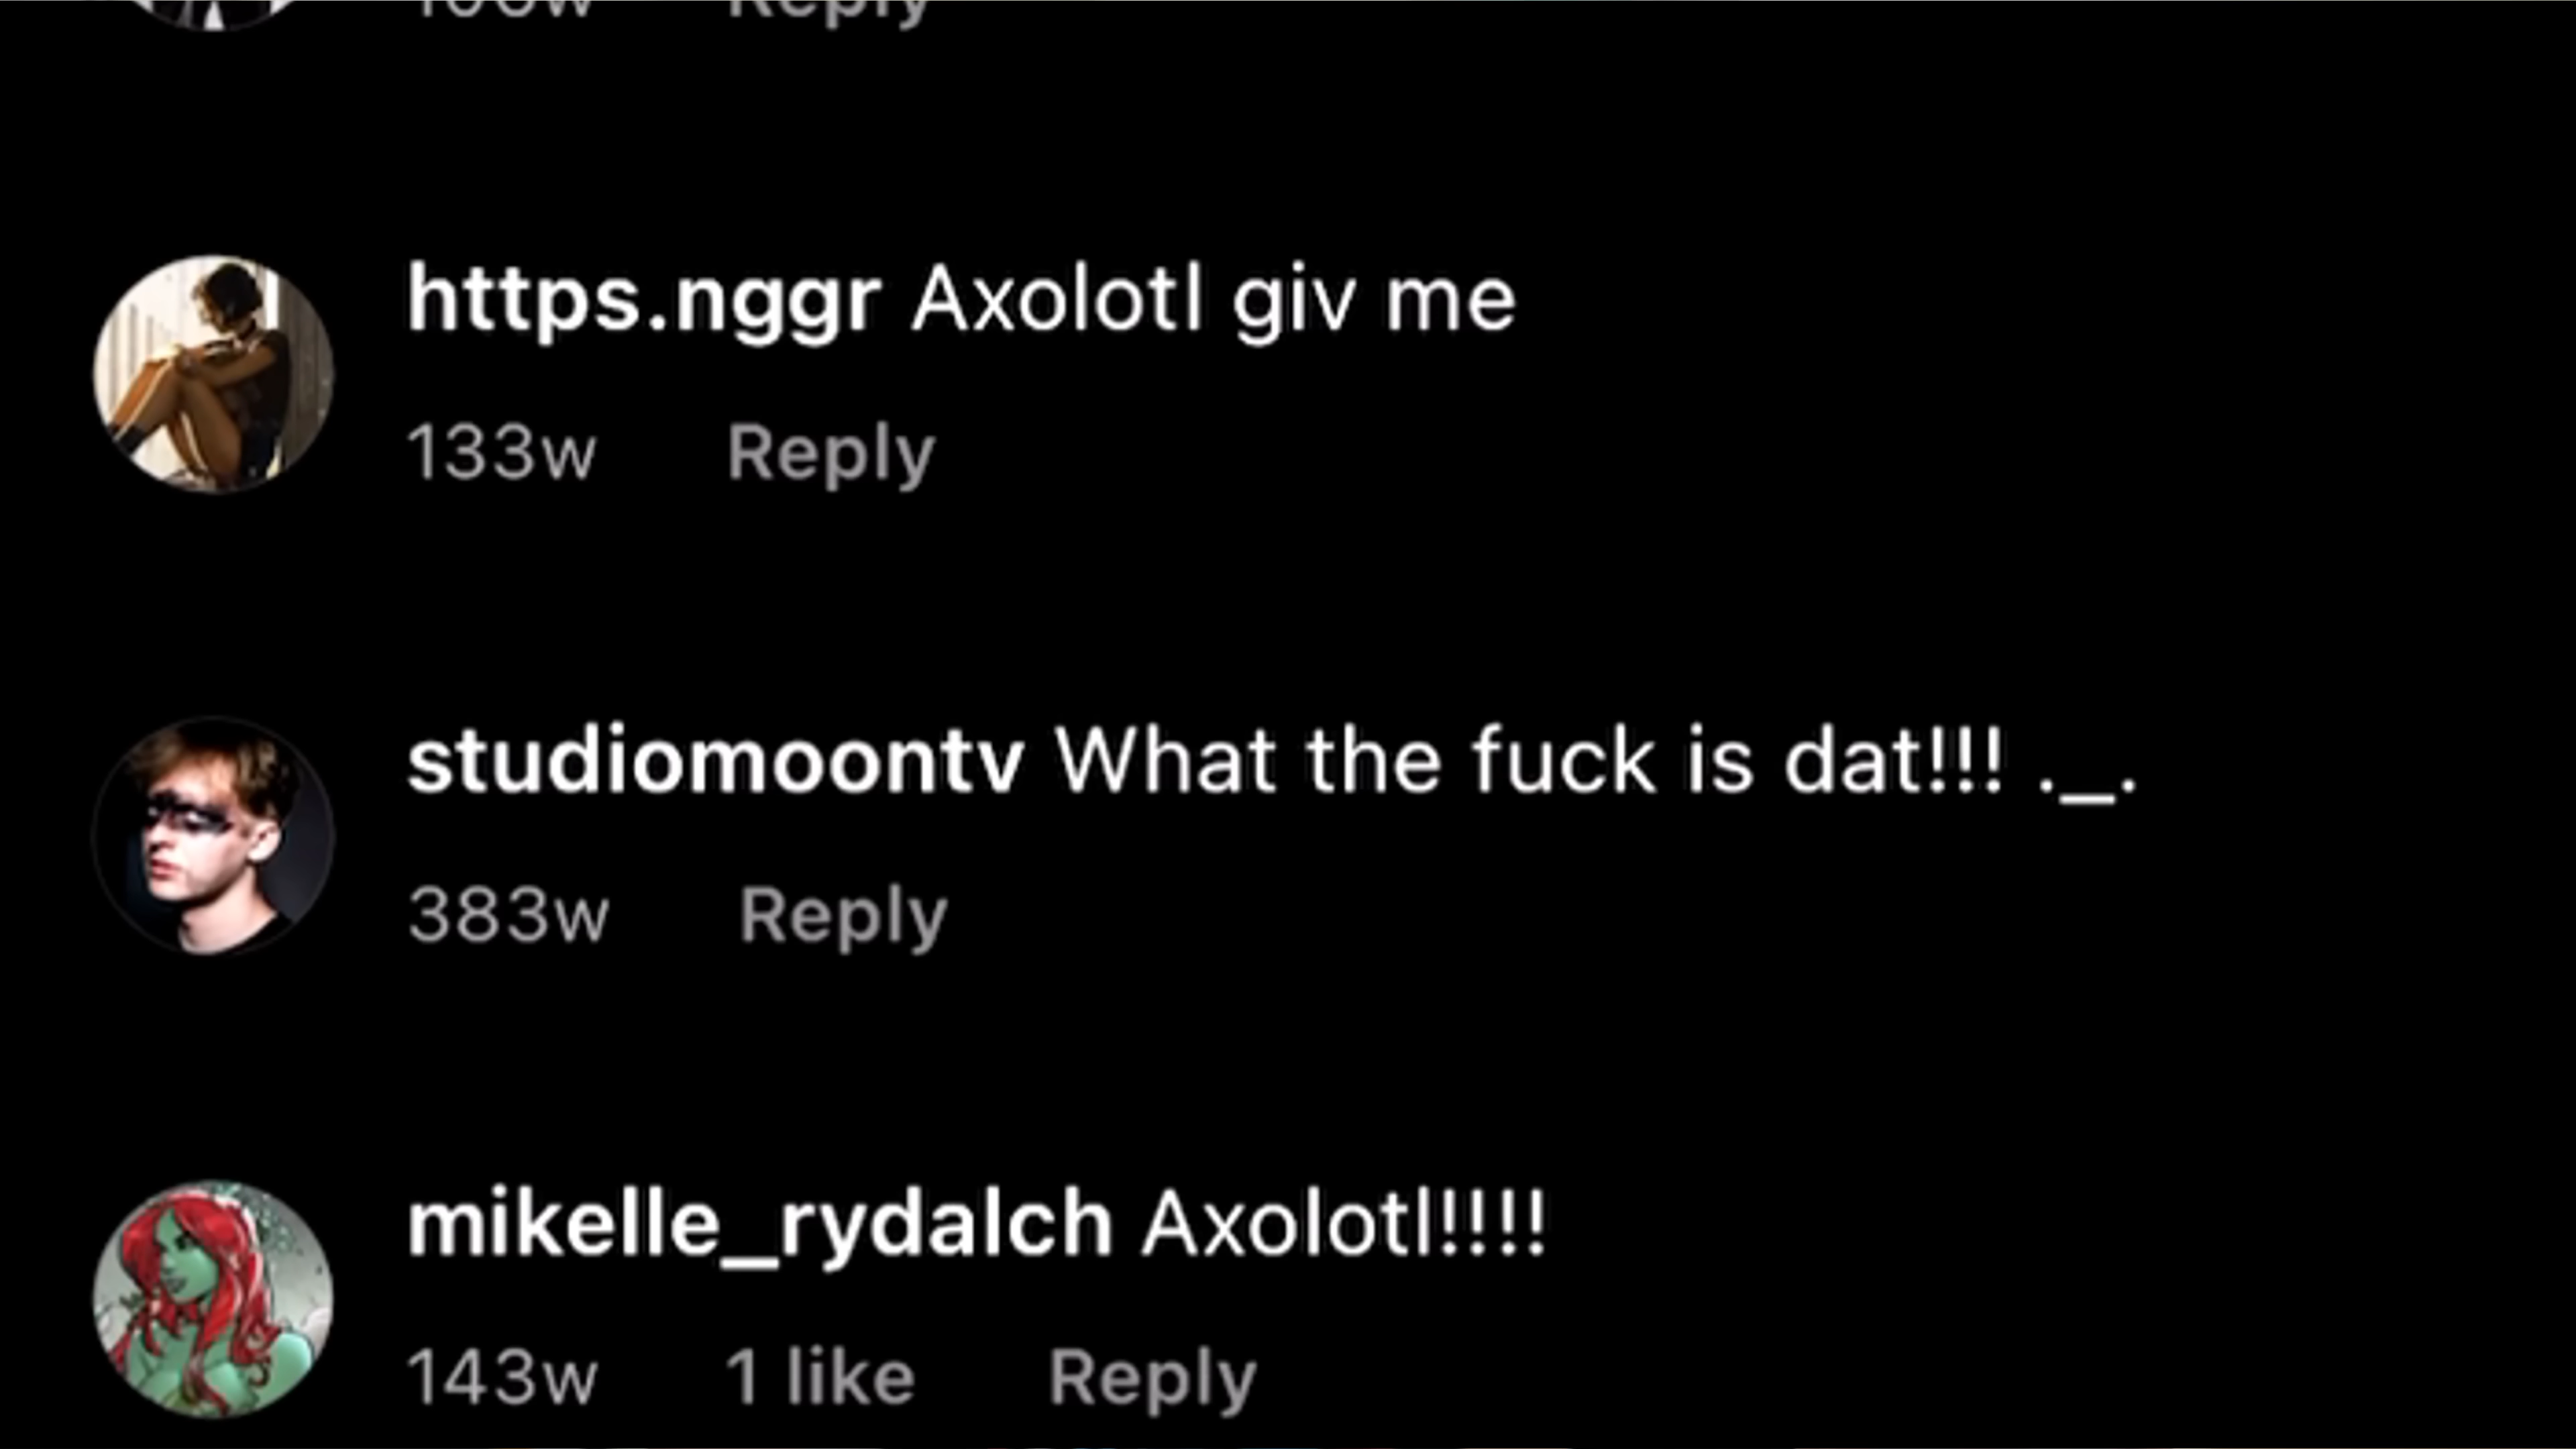 Reply
https.nggr Axolotl giv me
133w Reply
studiomoontv What the fuck is dat!!! ._.
383w Reply
mikelle_rydalch Axolotl!!!!
143w 1 like Reply